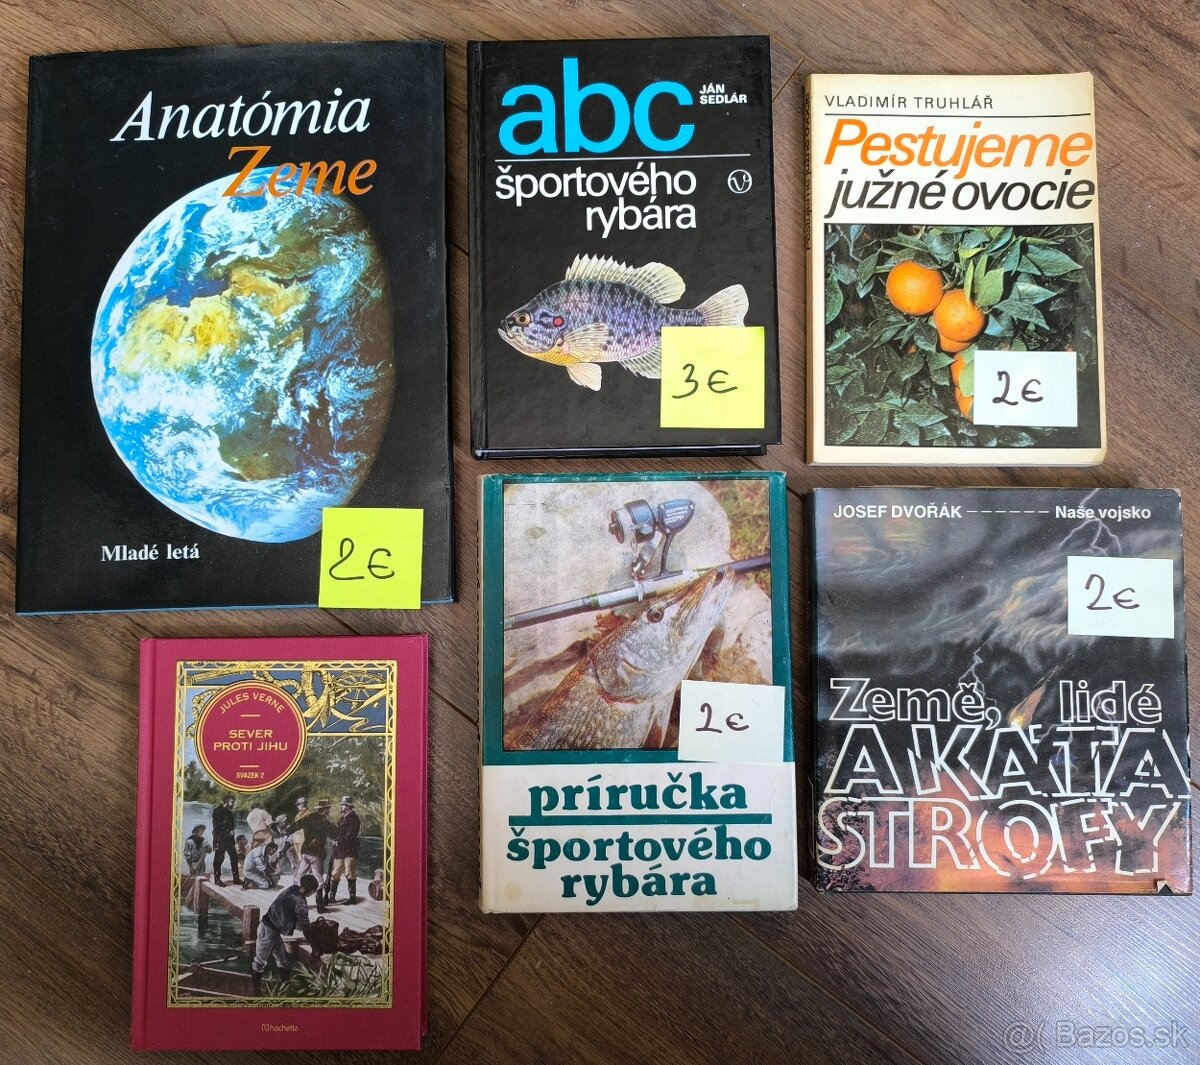 Anatómia
Zeme
Mladé letá
2€
abc
JÁN
SEDLÁR
športového
rybára
3€
VLADIMÍR TRUHLÁŘ
Pestujeme
južné ovocie
2€
JULES VERNE
SEVER
PROTI JIHU
SVAZEK 2
hachette
2€
príručka
športového
rybára
JOSEF DVOŘÁK ------ Naše vojsko
2€
Země, lidé
A KATA
STROFY
@( Bazos.sk